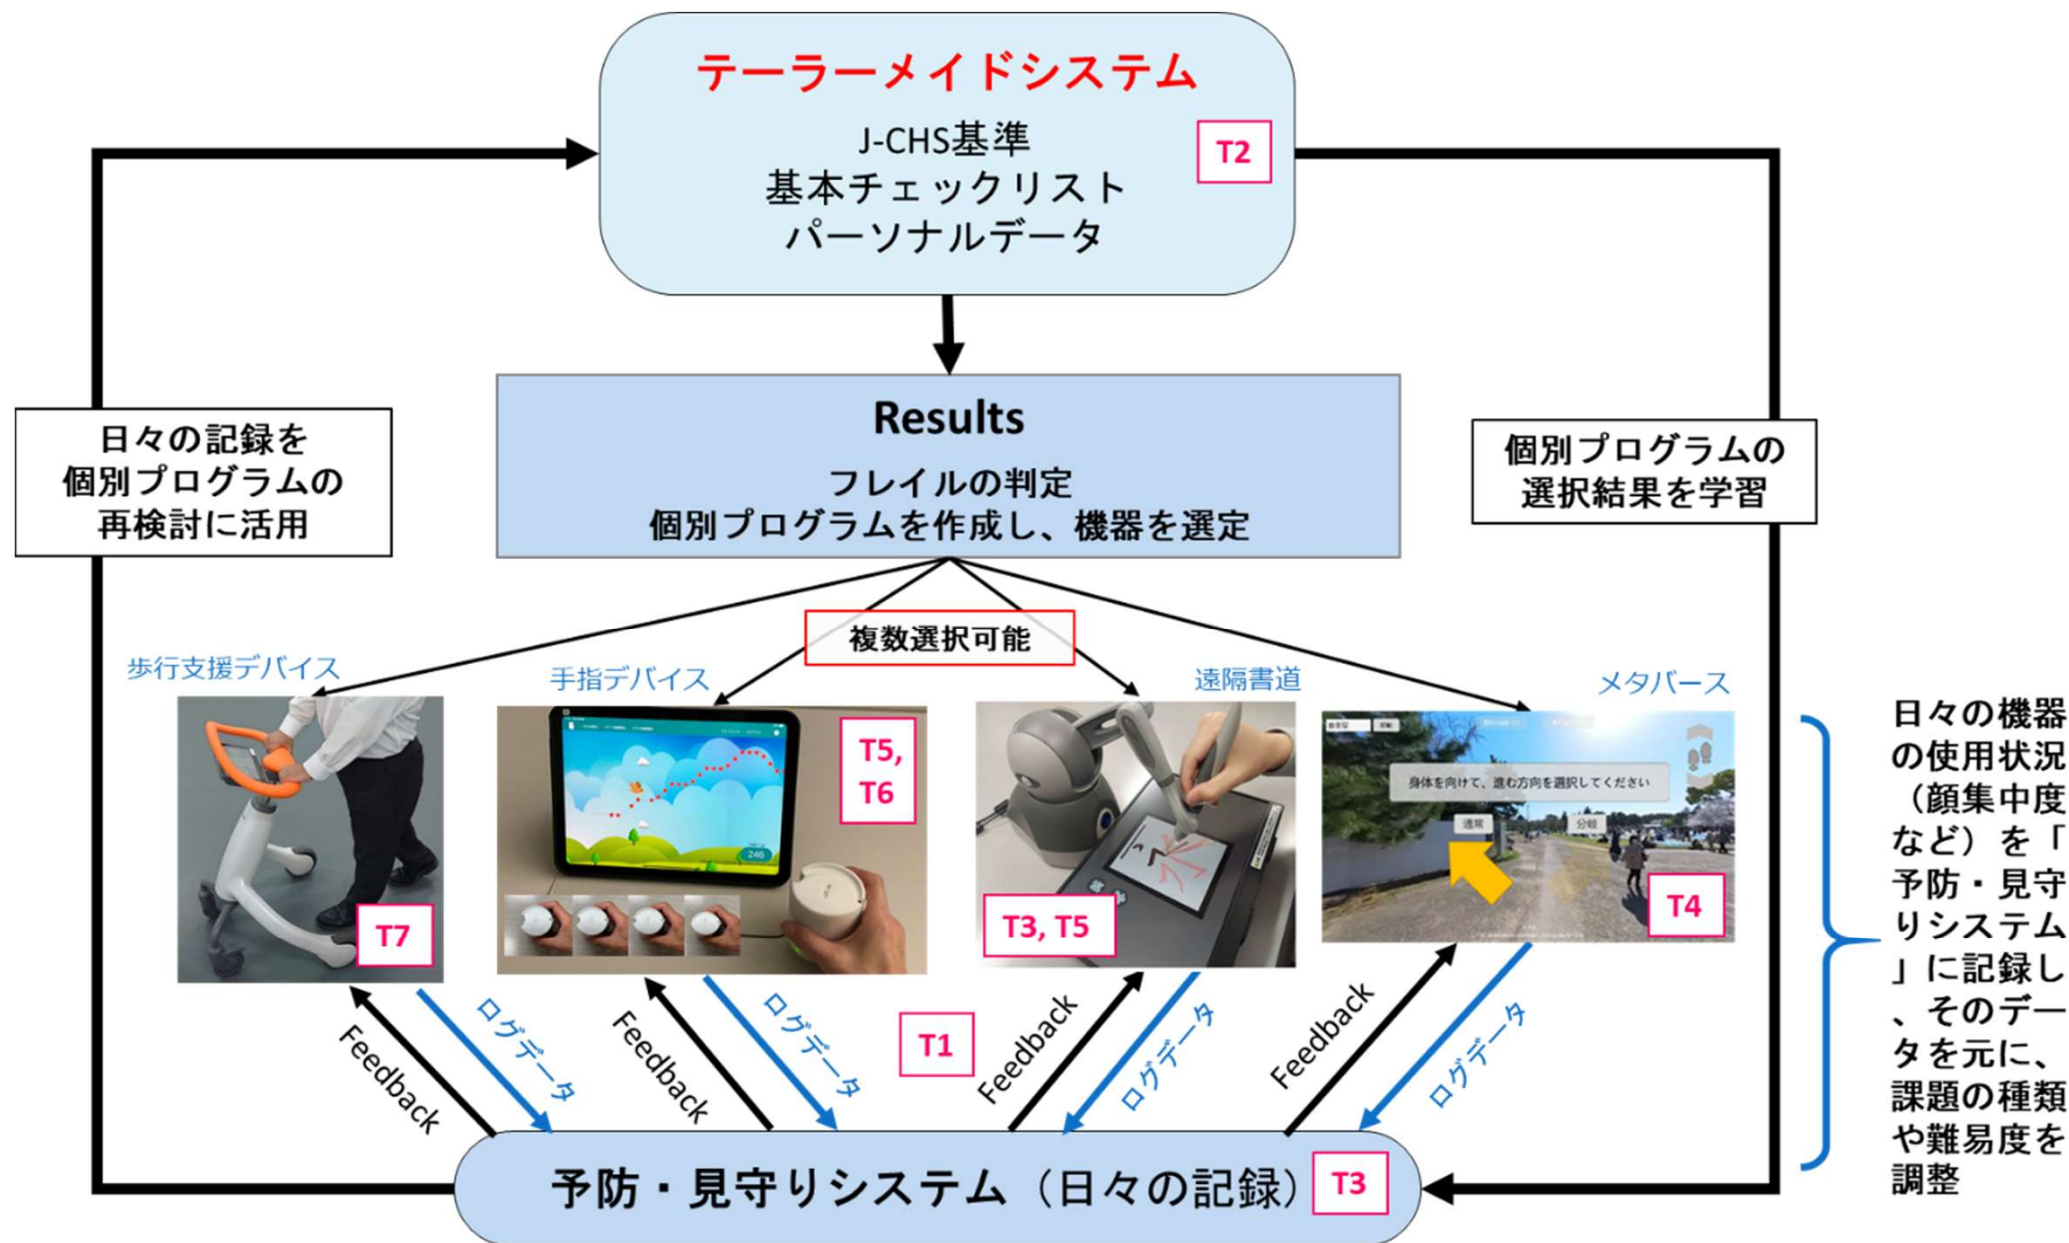 テーラーメイドシステム
J-CHS基準
基本チェックリスト
パーソナルデータ
T2
Results
フレイルの判定
個別プログラムを作成し、機器を選定
日々の記録を
個別プログラムの
再検討に活用
個別プログラムの
選択結果を学習
複数選択可能
歩行支援デバイス
手指デバイス
遠隔書道
メタバース
T7
T5,
T6
246
T3, T5
身体を向けて、進む方向を選択してください
通常
分岐
T4
日々の機器
の使用状況
（顔集中度
など）を「
予防・見守
りシステム
」に記録し
、そのデー
タを元に、
課題の種類
や難易度を
調整
Feedback
ログデータ
Feedback
ログデータ
T1
Feedback
ログデータ
Feedback
ログデータ
予防・見守りシステム（日々の記録）
T3